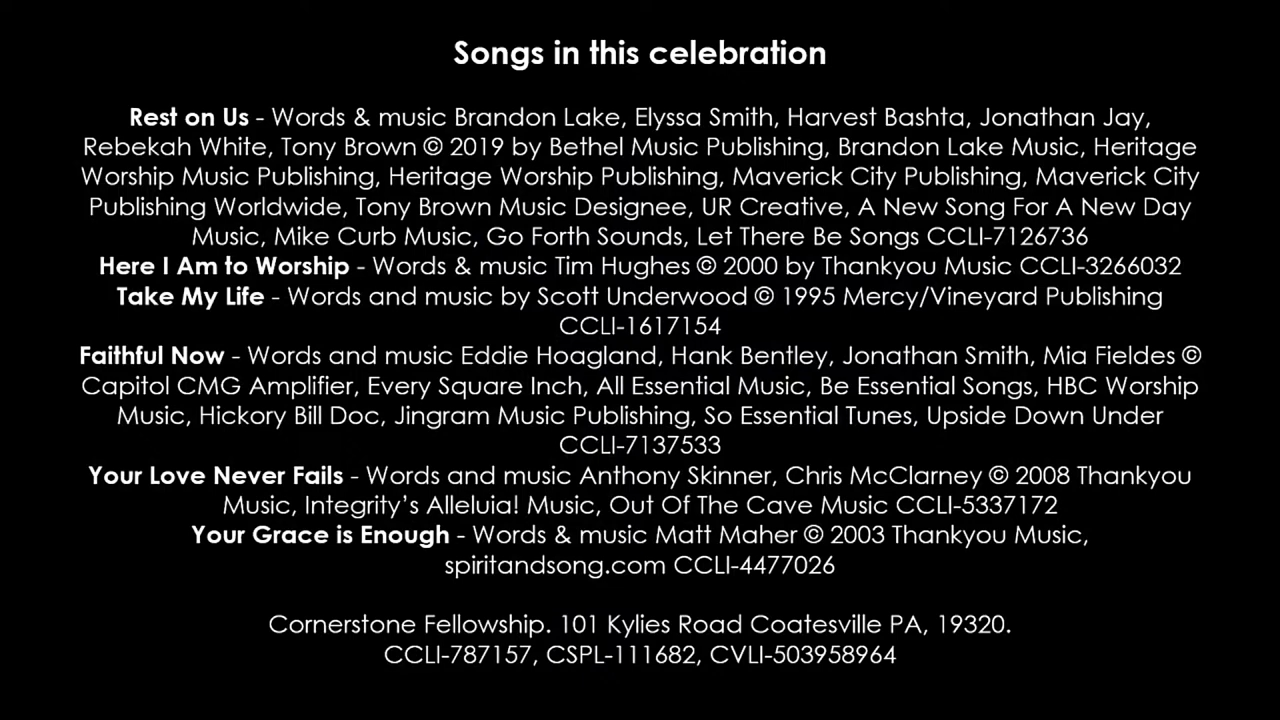 Songs in this celebration
Rest on Us - Words & music Brandon Lake, Elyssa Smith, Harvest Bashta, Jonathan Jay,
Rebekah White, Tony Brown © 2019 by Bethel Music Publishing, Brandon Lake Music, Heritage
Worship Music Publishing, Heritage Worship Publishing, Maverick City Publishing, Maverick City
Publishing Worldwide, Tony Brown Music Designee, UR Creative, A New Song For A New Day
Music, Mike Curb Music, Go Forth Sounds, Let There Be Songs CCLI-7126736
Here I Am to Worship - Words & music Tim Hughes © 2000 by Thankyou Music CCLI-3266032
Take My Life - Words and music by Scott Underwood © 1995 Mercy/Vineyard Publishing
CCLI-1617154
Faithful Now - Words and music Eddie Hoagland, Hank Bentley, Jonathan Smith, Mia Fieldes ©
Capitol CMG Amplifier, Every Square Inch, All Essential Music, Be Essential Songs, HBC Worship
Music, Hickory Bill Doc, Jingram Music Publishing, So Essential Tunes, Upside Down Under
CCLI-7137533
Your Love Never Fails - Words and music Anthony Skinner, Chris McClarney © 2008 Thankyou
Music, Integrity’s Alleluia! Music, Out Of The Cave Music CCLI-5337172
Your Grace is Enough - Words & music Matt Maher © 2003 Thankyou Music,
spiritandsong.com CCLI-4477026
Cornerstone Fellowship. 101 Kylies Road Coatesville PA, 19320.
CCLI-787157, CSPL-111682, CVLI-503958964